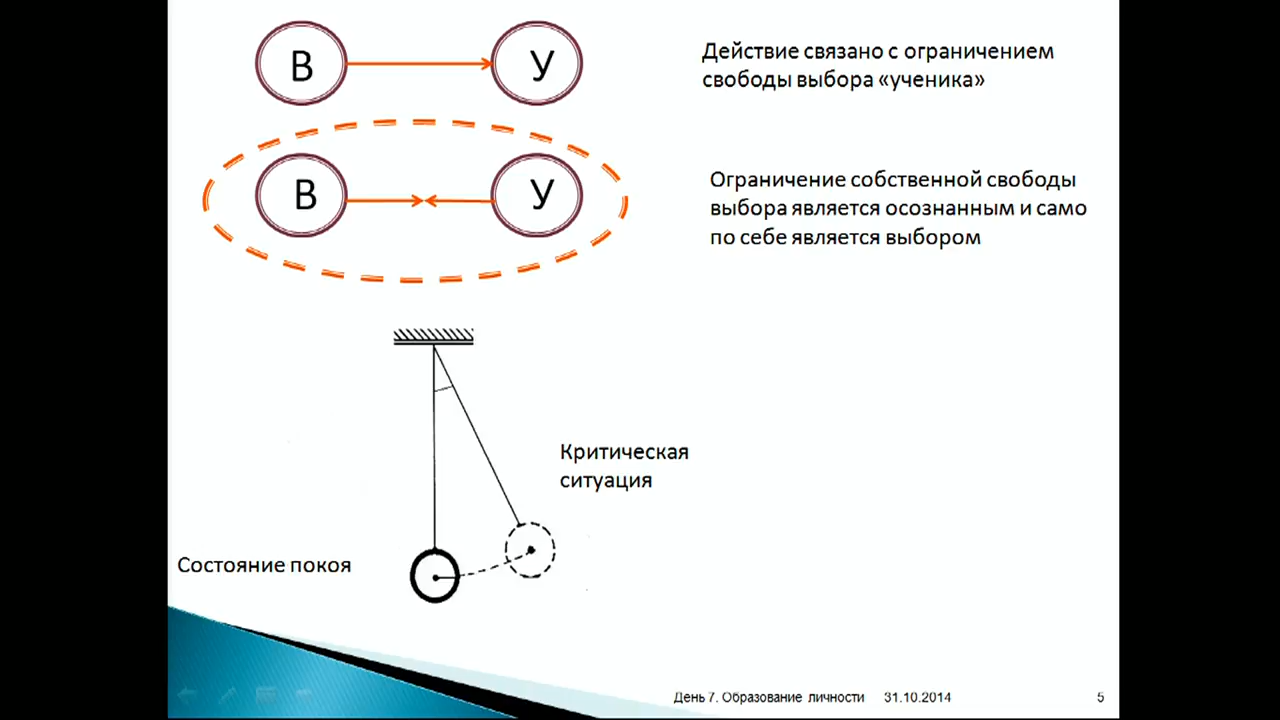 В
У
Действие связано с ограничением
свободы выбора «ученика»
В
У
Ограничение собственной свободы
выбора является осознанным и само
по себе является выбором
Критическая
ситуация
Состояние покоя
День 7. Образование личности 31.10.2014 5